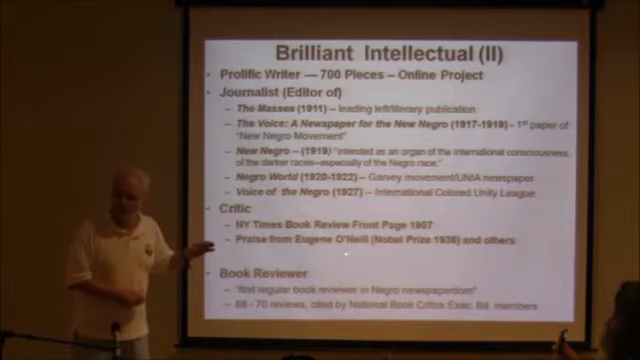 Brilliant Intellectual (II)
• Prolific Writer — 700 Pieces – Online Project
• Journalist (Editor of)
– The Masses (1911) – leading left/literary publication
– The Voice: A Newspaper for the New Negro (1917-1919) - 1st paper of
"New Negro Movement"
– New Negro – (1919) "intended as an organ of the international consciousness
of the darker races–especially of the Negro race."
– Negro World (1920-1922) – Garvey movement/UNIA newspaper
– Voice of the Negro (1927) – International Colored Unity League
• Critic
– NY Times Book Review Front Page 1907
– Praise from Eugene O'Neill (Nobel Prize 1936) and others
• Book Reviewer
– "first regular book reviewer in Negro newspaperdom"
– - 70 reviews, cited by National Book Critics Exec. Bd. members